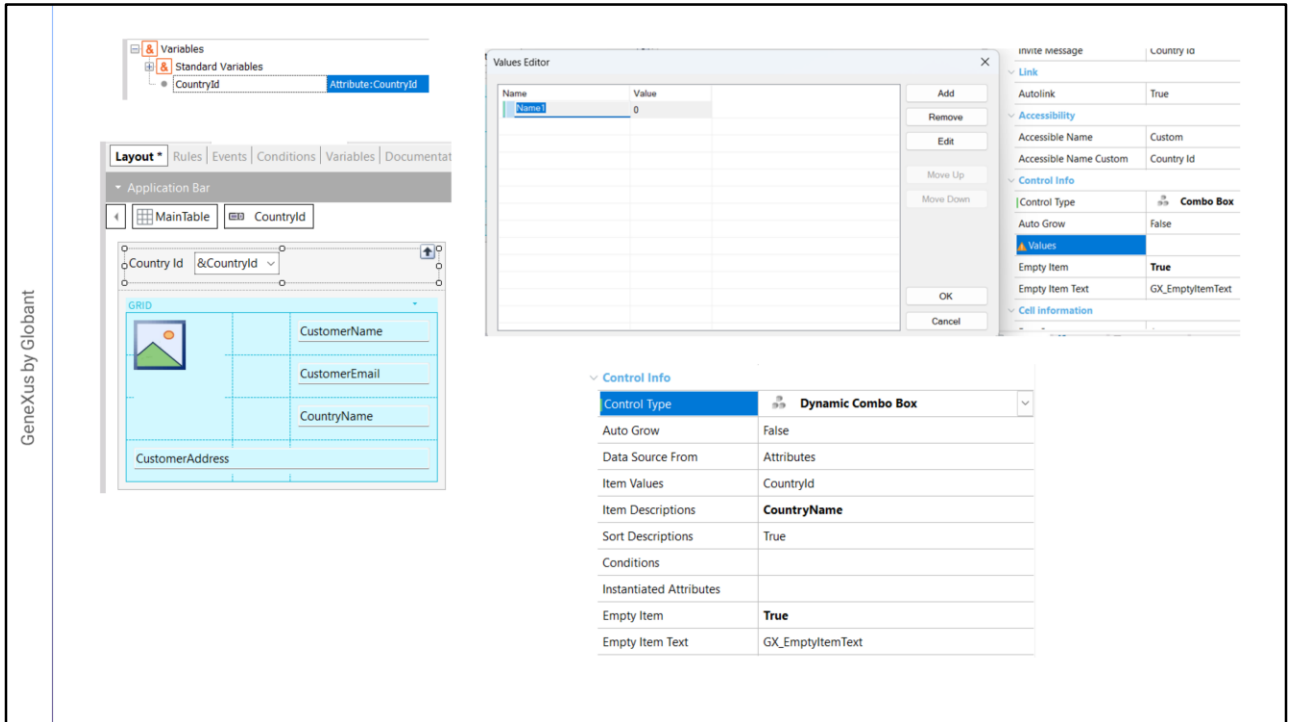 GeneXus by Globant
Variables
Standard Variables
CountryId Attribute:CountryId
Layout * Rules Events Conditions Variables Documentat
Application Bar
MainTable CountryId
Country Id &CountryId
GRID
CustomerName
CustomerEmail
CountryName
CustomerAddress
Values Editor
Name Value
Name1 0
Add
Remove
Edit
Move Up
Move Down
OK
Cancel
Invite Message Country Id
Link
Autolink True
Accessibility
Accessible Name Custom
Accessible Name Custom Country Id
Control Info
Control Type Combo Box
Auto Grow False
Values
Empty Item True
Empty Item Text GX_EmptyItemText
Cell information
Control Info
Control Type Dynamic Combo Box
Auto Grow False
Data Source From Attributes
Item Values CountryId
Item Descriptions CountryName
Sort Descriptions True
Conditions
Instantiated Attributes
Empty Item True
Empty Item Text GX_EmptyItemText